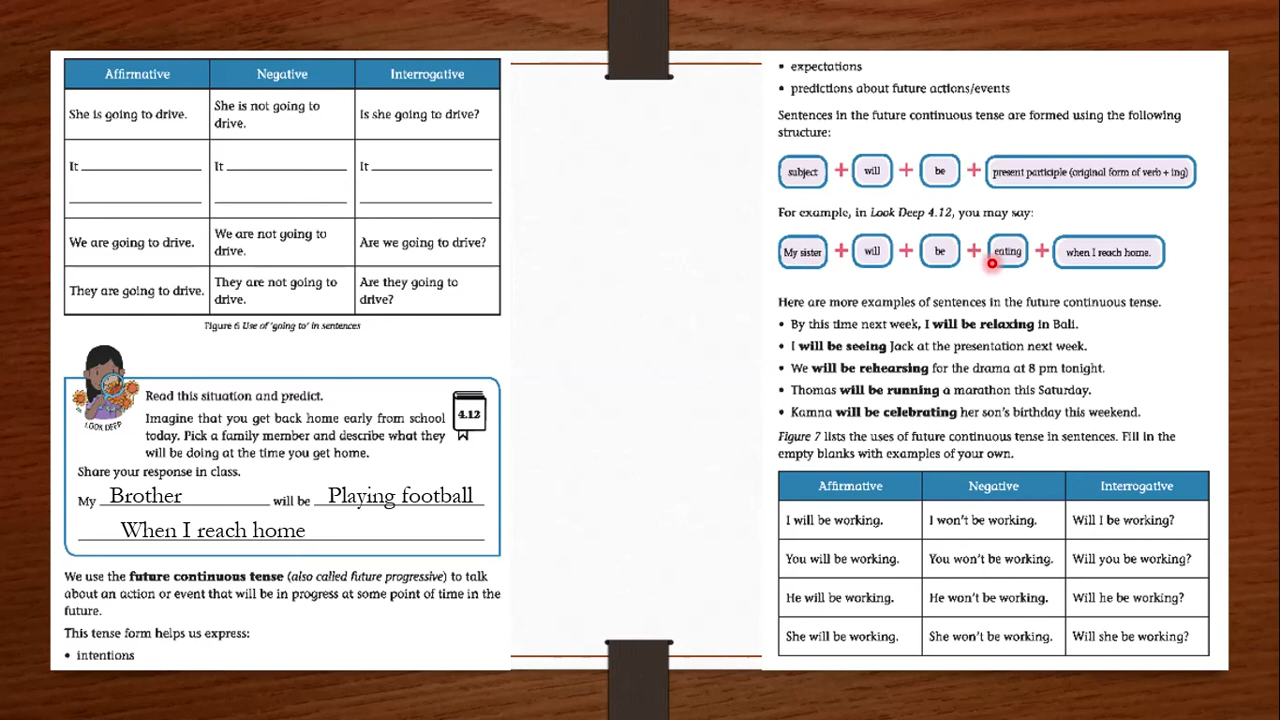 Affirmative Negative Interrogative
She is going to drive. She is not going to drive. Is she going to drive?
It It It
We are going to drive. We are not going to drive. Are we going to drive?
They are going to drive. They are not going to drive. Are they going to drive?
Figure 6 Use of 'going to' in sentences
LOOK DEEP
4.12
Read this situation and predict.
Imagine that you get back home early from school
today. Pick a family member and describe what they
will be doing at the time you get home.
Share your response in class.
My Brother will be Playing football
When I reach home
We use the future continuous tense (also called future progressive) to talk
about an action or event that will be in progress at some point of time in the
future.
This tense form helps us express:
• intentions
• expectations
• predictions about future actions/events
Sentences in the future continuous tense are formed using the following
structure:
subject + will + be + present participle (original form of verb + ing)
For example, in Look Deep 4.12, you may say:
My sister + will + be + eating + when I reach home.
Here are more examples of sentences in the future continuous tense.
• By this time next week, I will be relaxing in Bali.
• I will be seeing Jack at the presentation next week.
• We will be rehearsing for the drama at 8 pm tonight.
• Thomas will be running a marathon this Saturday.
• Kamna will be celebrating her son's birthday this weekend.
Figure 7 lists the uses of future continuous tense in sentences. Fill in the
empty blanks with examples of your own.
Affirmative Negative Interrogative
I will be working. I won't be working. Will I be working?
You will be working. You won't be working. Will you be working?
He will be working. He won't be working. Will he be working?
She will be working. She won't be working. Will she be working?